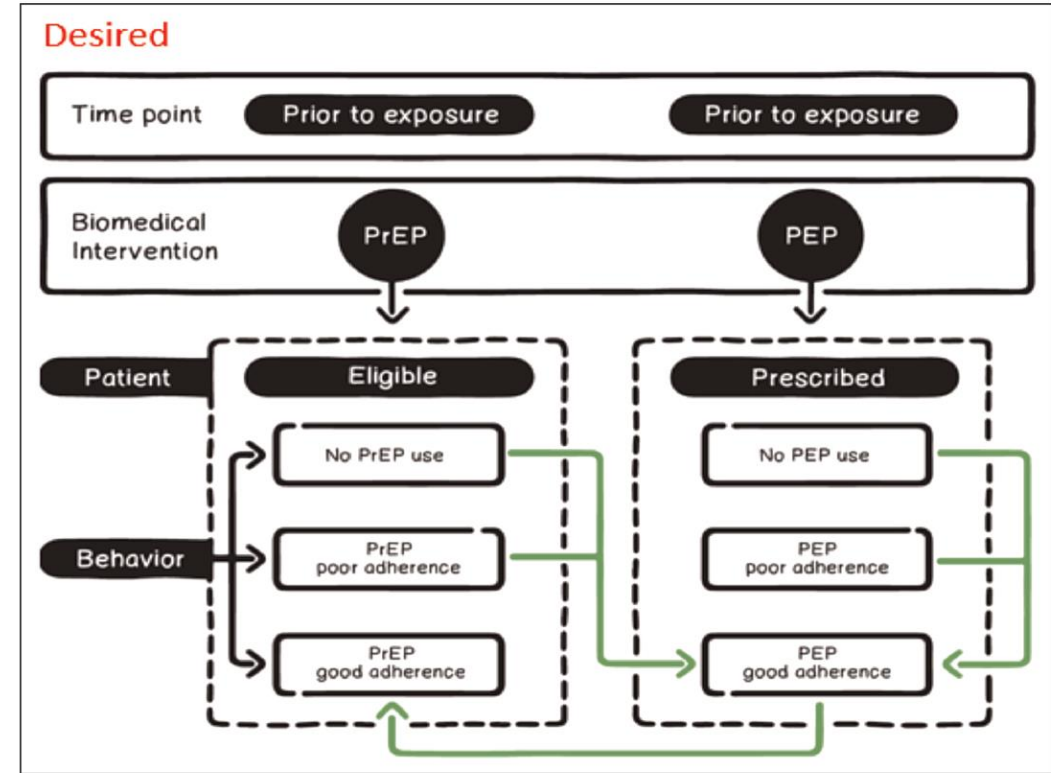 Desired
Time point
Prior to exposure
Prior to exposure
Biomedical
Intervention
PrEP
PEP
Patient
Eligible
Prescribed
No PrEP use
No PEP use
Behavior
PrEP
poor adherence
PEP
poor adherence
PrEP
good adherence
PEP
good adherence